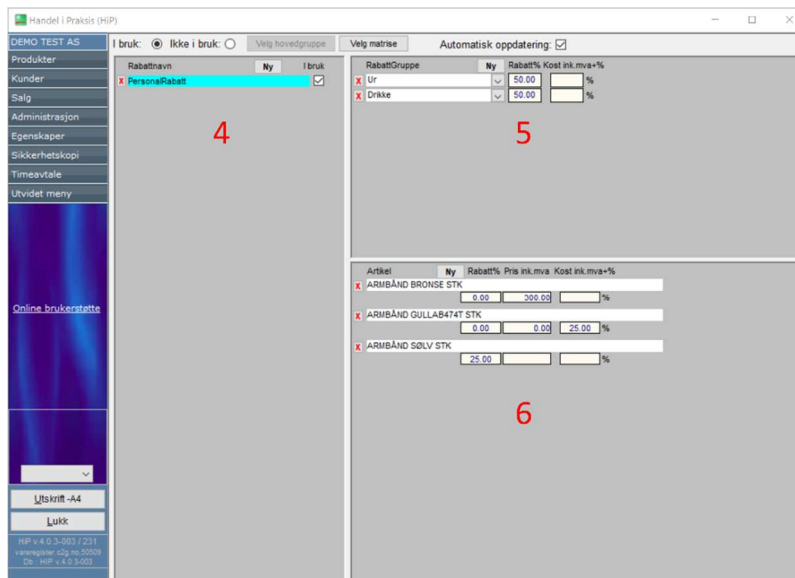 Handel i Praksis (HiP)
DEMO TEST AS
I bruk: Ikke i bruk: Velg hovedgruppe Velg matrise Automatisk oppdatering:
Produkter
Kunder
Salg
Administrasjon
Egenskaper
Sikkerhetskopi
Timeavtale
Utvidet meny
Online brukerstøtte
Utskrift -A4
Lukk
HiP v.4.0.3-003 / 231
vareregister.c2g.no,50509
Db : HiP v.4.0.3-003
Rabattnavn Ny I bruk
x PersonalRabatt
4
RabattGruppe Ny Rabatt% Kost ink.mva+%
x Ur 50.00 %
x Drikke 50.00 %
5
Artikel Ny Rabatt% Pris ink.mva Kost ink.mva+%
x ARMBÅND BRONSE STK
0.00 300.00 %
x ARMBÅND GULLAB474T STK
0.00 0.00 25.00 %
x ARMBÅND SØLV STK
25.00 %
6